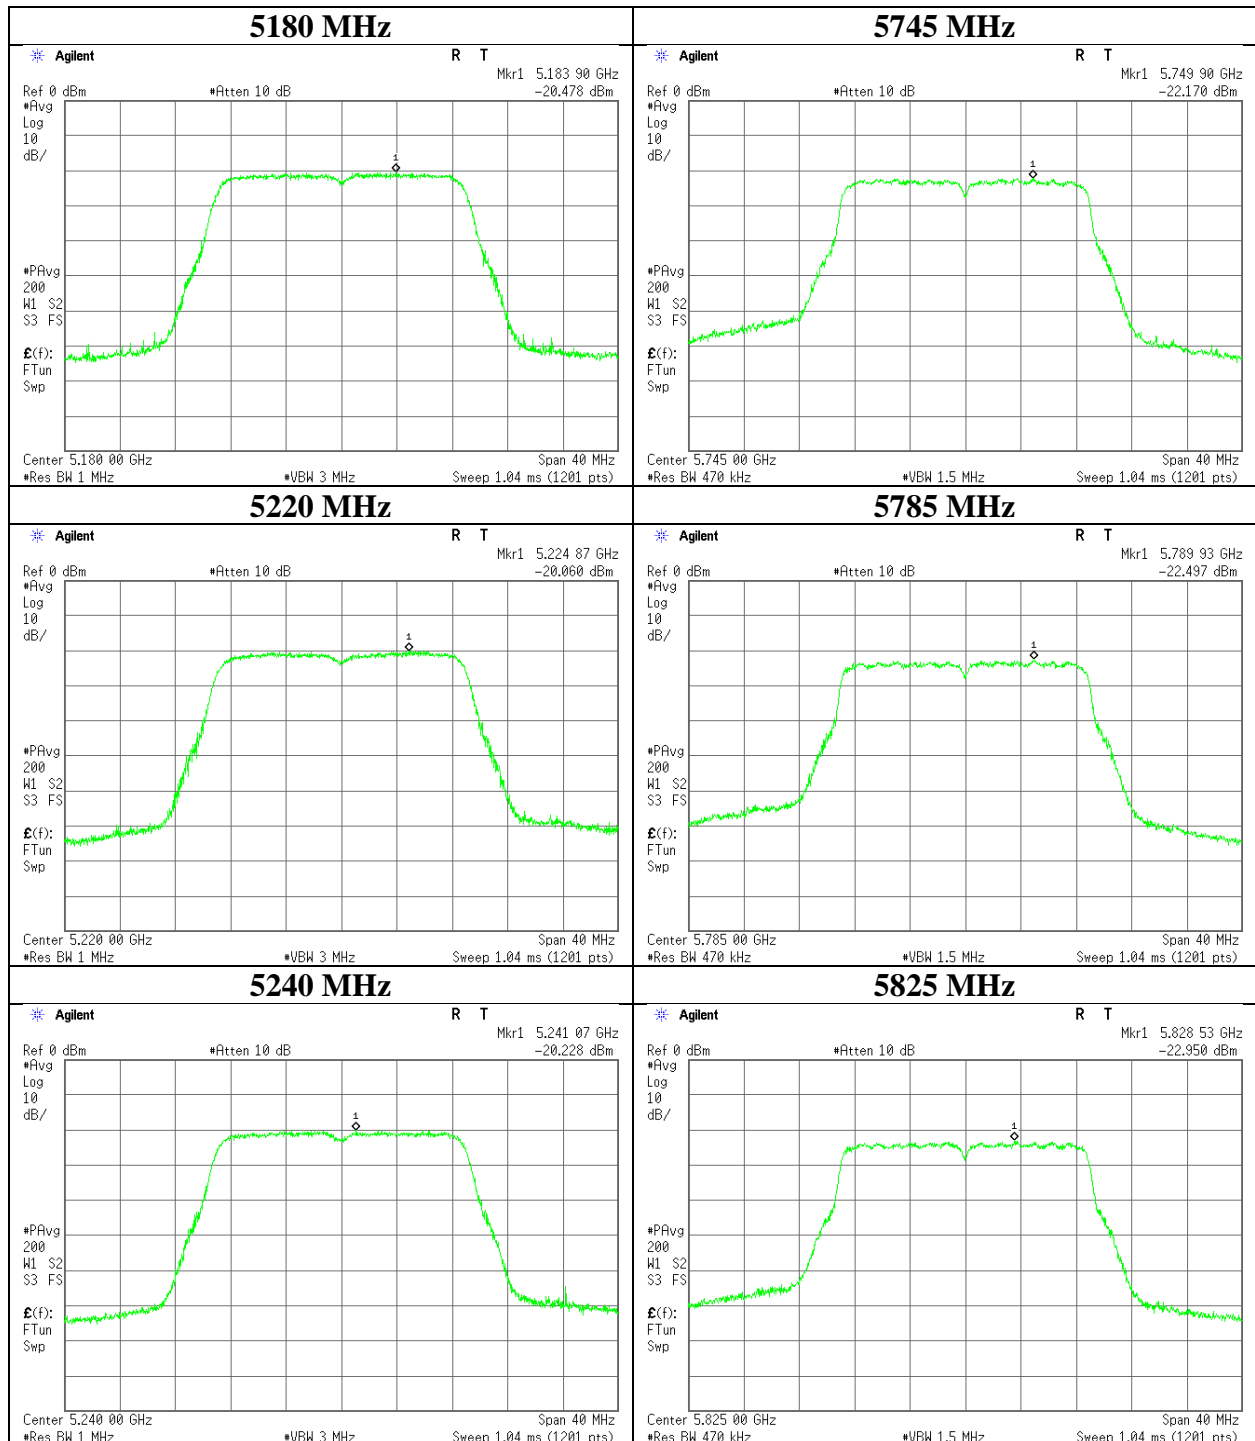 5180 MHz
Agilent R T
Mkr1 5.183 90 GHz
Ref 0 dBm #Atten 10 dB -20.478 dBm
#Avg
Log
10
dB/
1
#PAvg
200
W1 S2
S3 FS
£(f):
FTun
Swp
Center 5.180 00 GHz Span 40 MHz
#Res BW 1 MHz #VBW 3 MHz Sweep 1.04 ms (1201 pts)
5745 MHz
Agilent R T
Mkr1 5.749 90 GHz
Ref 0 dBm #Atten 10 dB -22.170 dBm
#Avg
Log
10
dB/
1
#PAvg
200
W1 S2
S3 FS
£(f):
FTun
Swp
Center 5.745 00 GHz Span 40 MHz
#Res BW 470 kHz #VBW 1.5 MHz Sweep 1.04 ms (1201 pts)
5220 MHz
Agilent R T
Mkr1 5.224 87 GHz
Ref 0 dBm #Atten 10 dB -20.060 dBm
#Avg
Log
10
dB/
1
#PAvg
200
W1 S2
S3 FS
£(f):
FTun
Swp
Center 5.220 00 GHz Span 40 MHz
#Res BW 1 MHz #VBW 3 MHz Sweep 1.04 ms (1201 pts)
5785 MHz
Agilent R T
Mkr1 5.789 93 GHz
Ref 0 dBm #Atten 10 dB -22.497 dBm
#Avg
Log
10
dB/
1
#PAvg
200
W1 S2
S3 FS
£(f):
FTun
Swp
Center 5.785 00 GHz Span 40 MHz
#Res BW 470 kHz #VBW 1.5 MHz Sweep 1.04 ms (1201 pts)
5240 MHz
Agilent R T
Mkr1 5.241 07 GHz
Ref 0 dBm #Atten 10 dB -20.228 dBm
#Avg
Log
10
dB/
1
#PAvg
200
W1 S2
S3 FS
£(f):
FTun
Swp
Center 5.240 00 GHz Span 40 MHz
#Res BW 1 MHz #VBW 3 MHz Sweep 1.04 ms (1201 pts)
5825 MHz
Agilent R T
Mkr1 5.828 53 GHz
Ref 0 dBm #Atten 10 dB -22.950 dBm
#Avg
Log
10
dB/
1
#PAvg
200
W1 S2
S3 FS
£(f):
FTun
Swp
Center 5.825 00 GHz Span 40 MHz
#Res BW 470 kHz #VBW 1.5 MHz Sweep 1.04 ms (1201 pts)